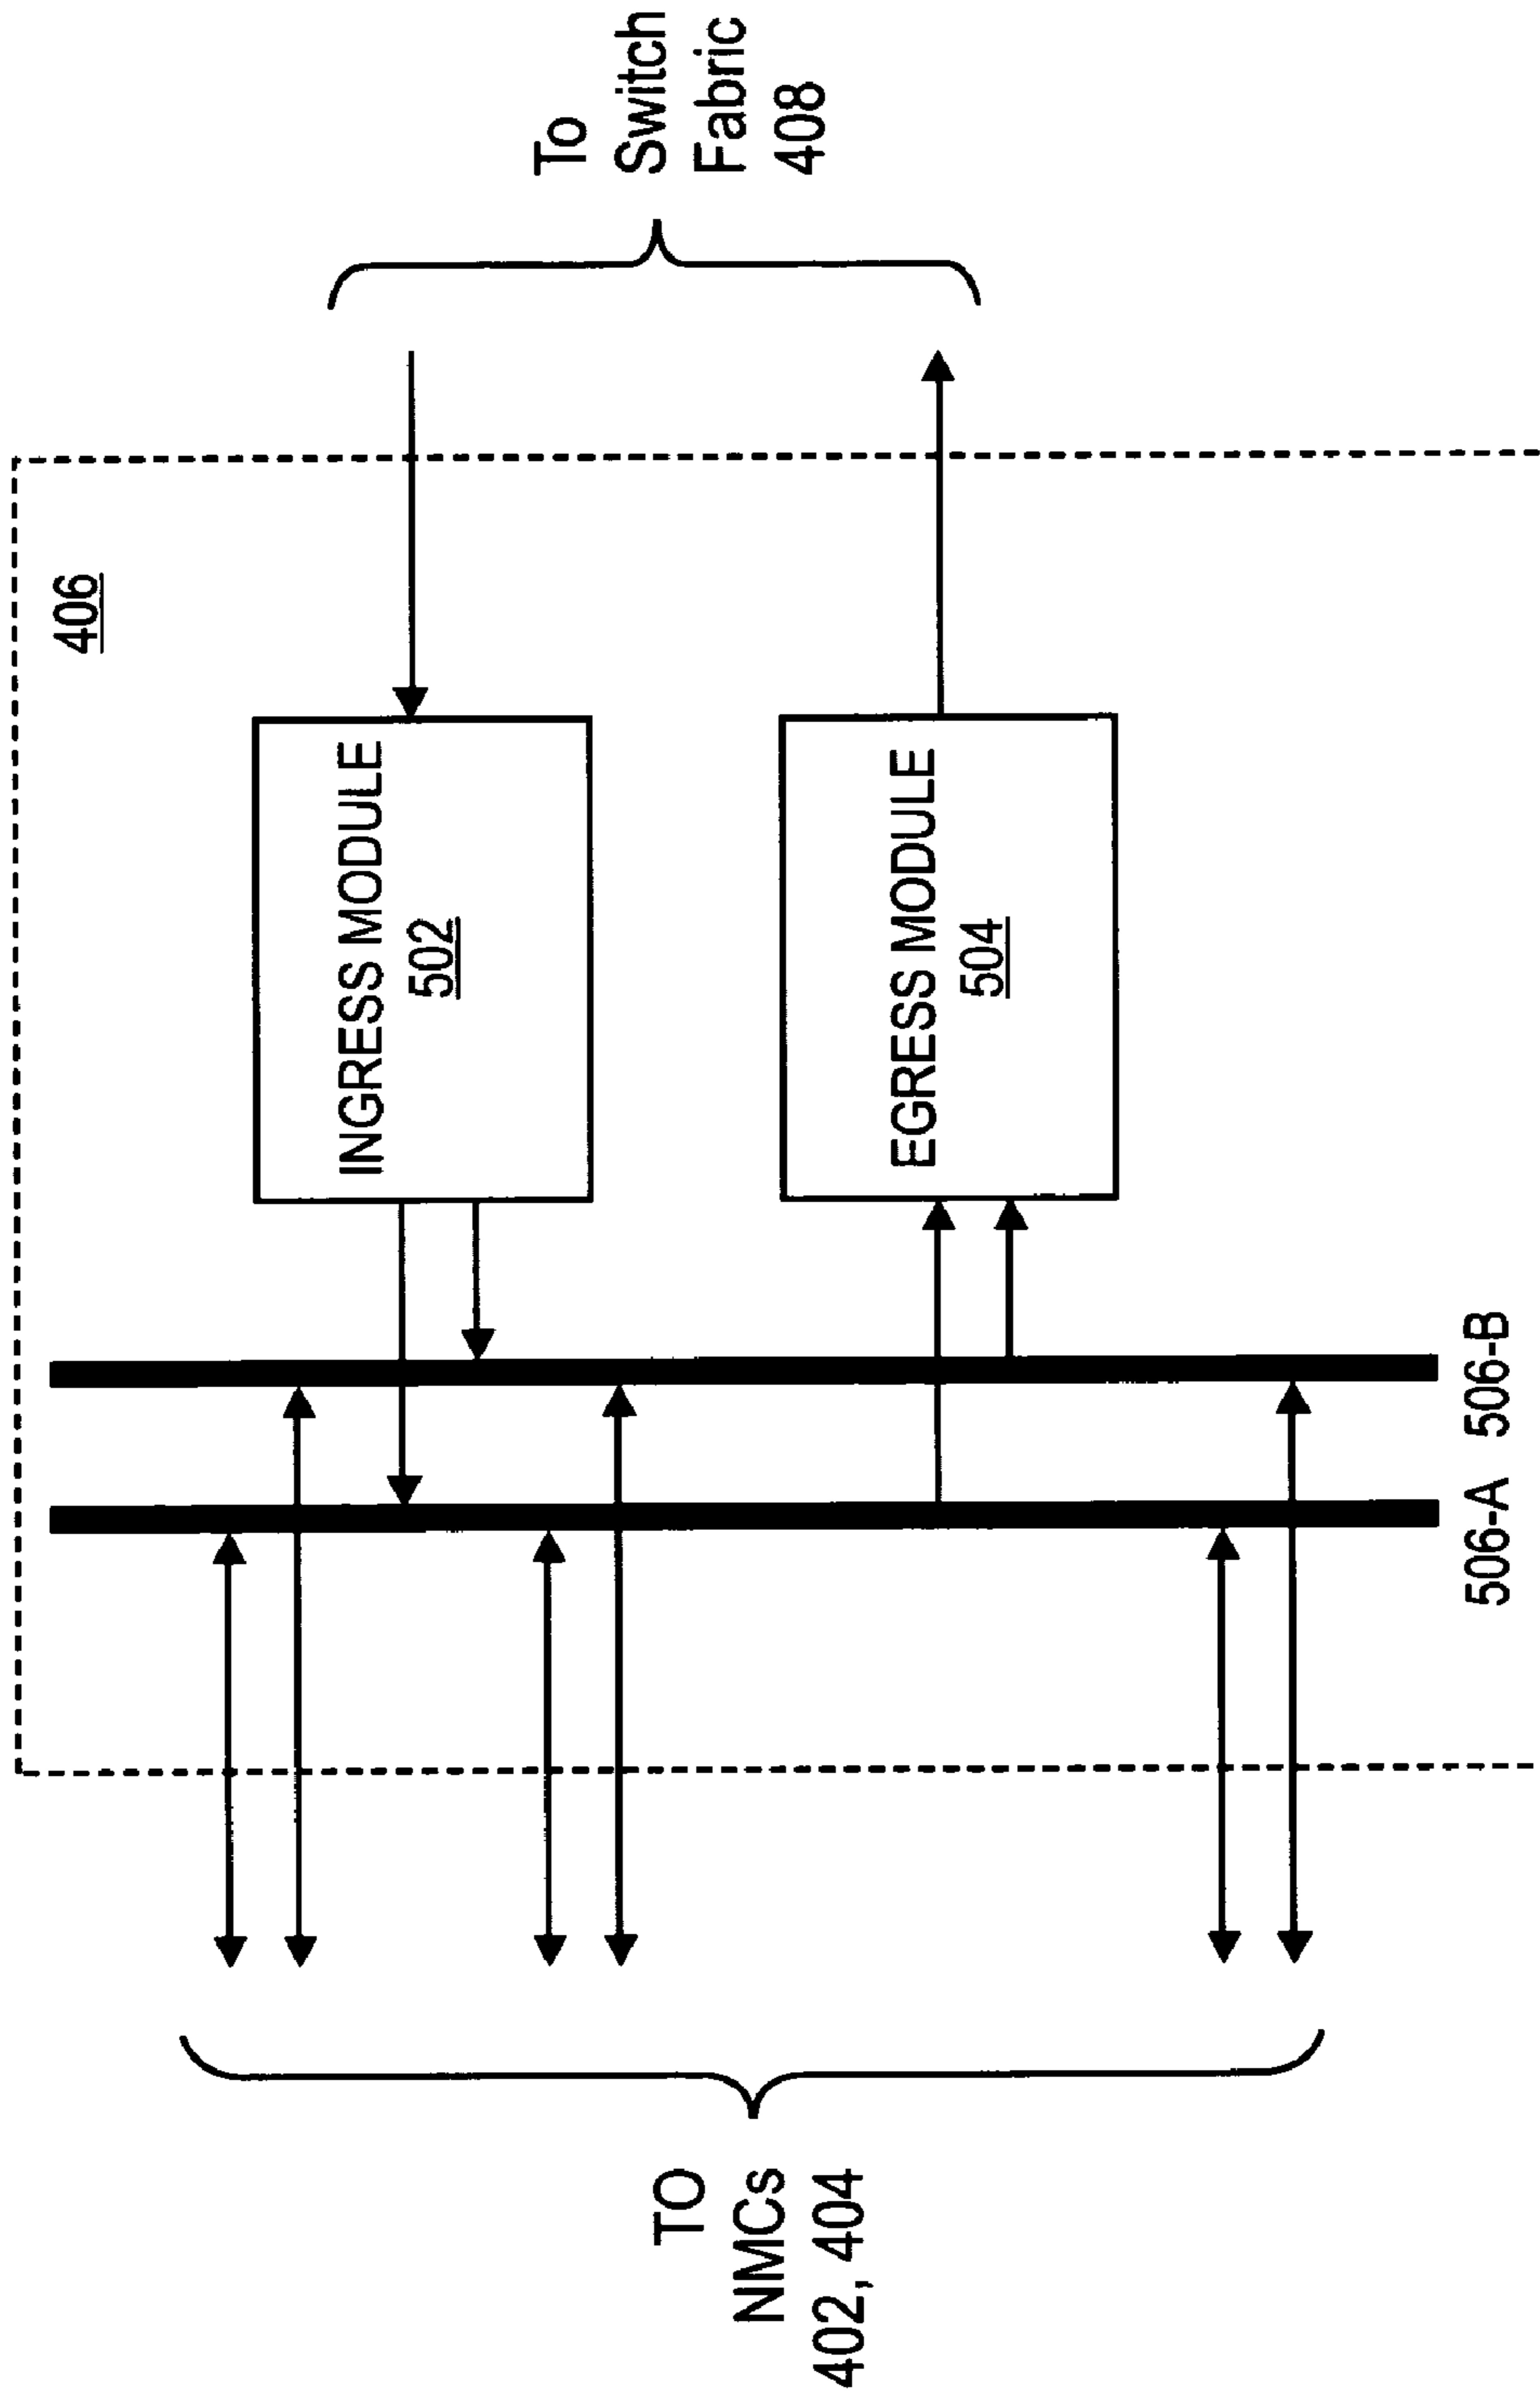 406
To
Switch
Fabric
408
INGRESS MODULE
502
EGRESS MODULE
504
TO
NMCs
402, 404
506-A 506-B